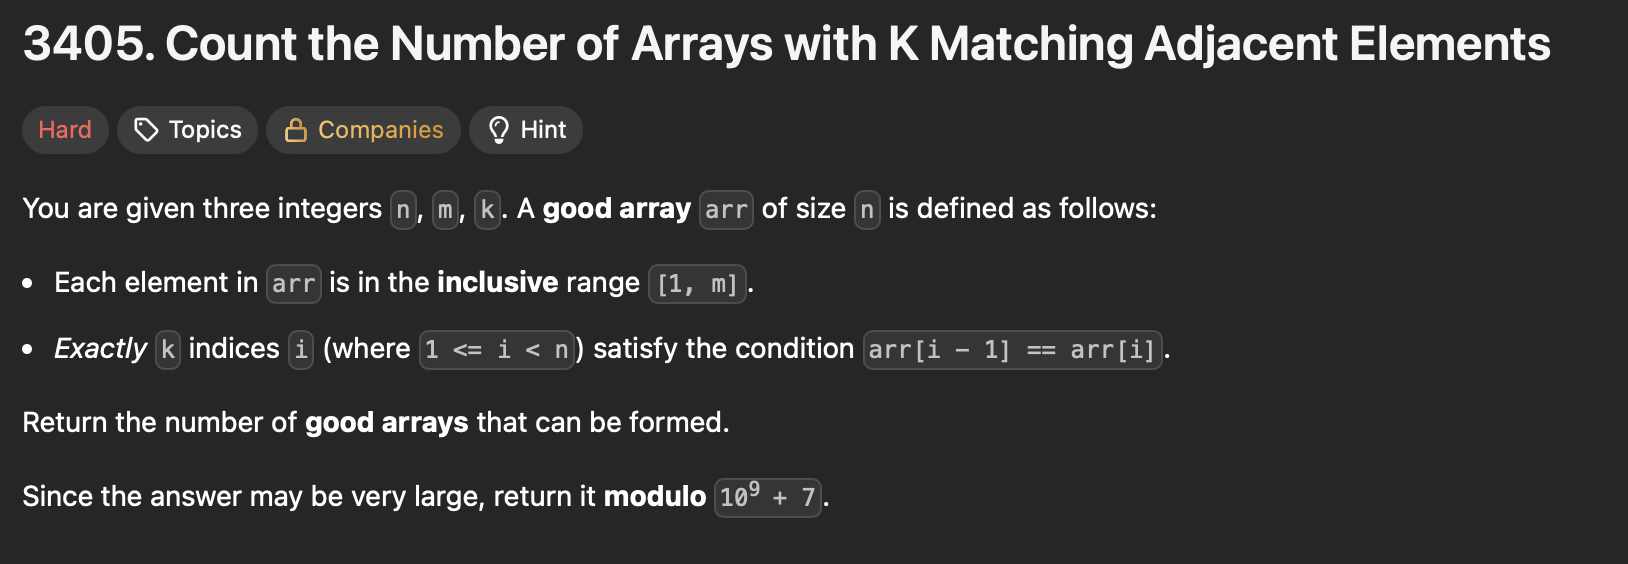 3405. Count the Number of Arrays with K Matching Adjacent Elements
Hard Topics Companies Hint
You are given three integers n, m, k. A good array arr of size n is defined as follows:
• Each element in arr is in the inclusive range [1, m].
• Exactly k indices i (where 1 <= i < n) satisfy the condition arr[i - 1] == arr[i].
Return the number of good arrays that can be formed.
Since the answer may be very large, return it modulo 10⁹ + 7.